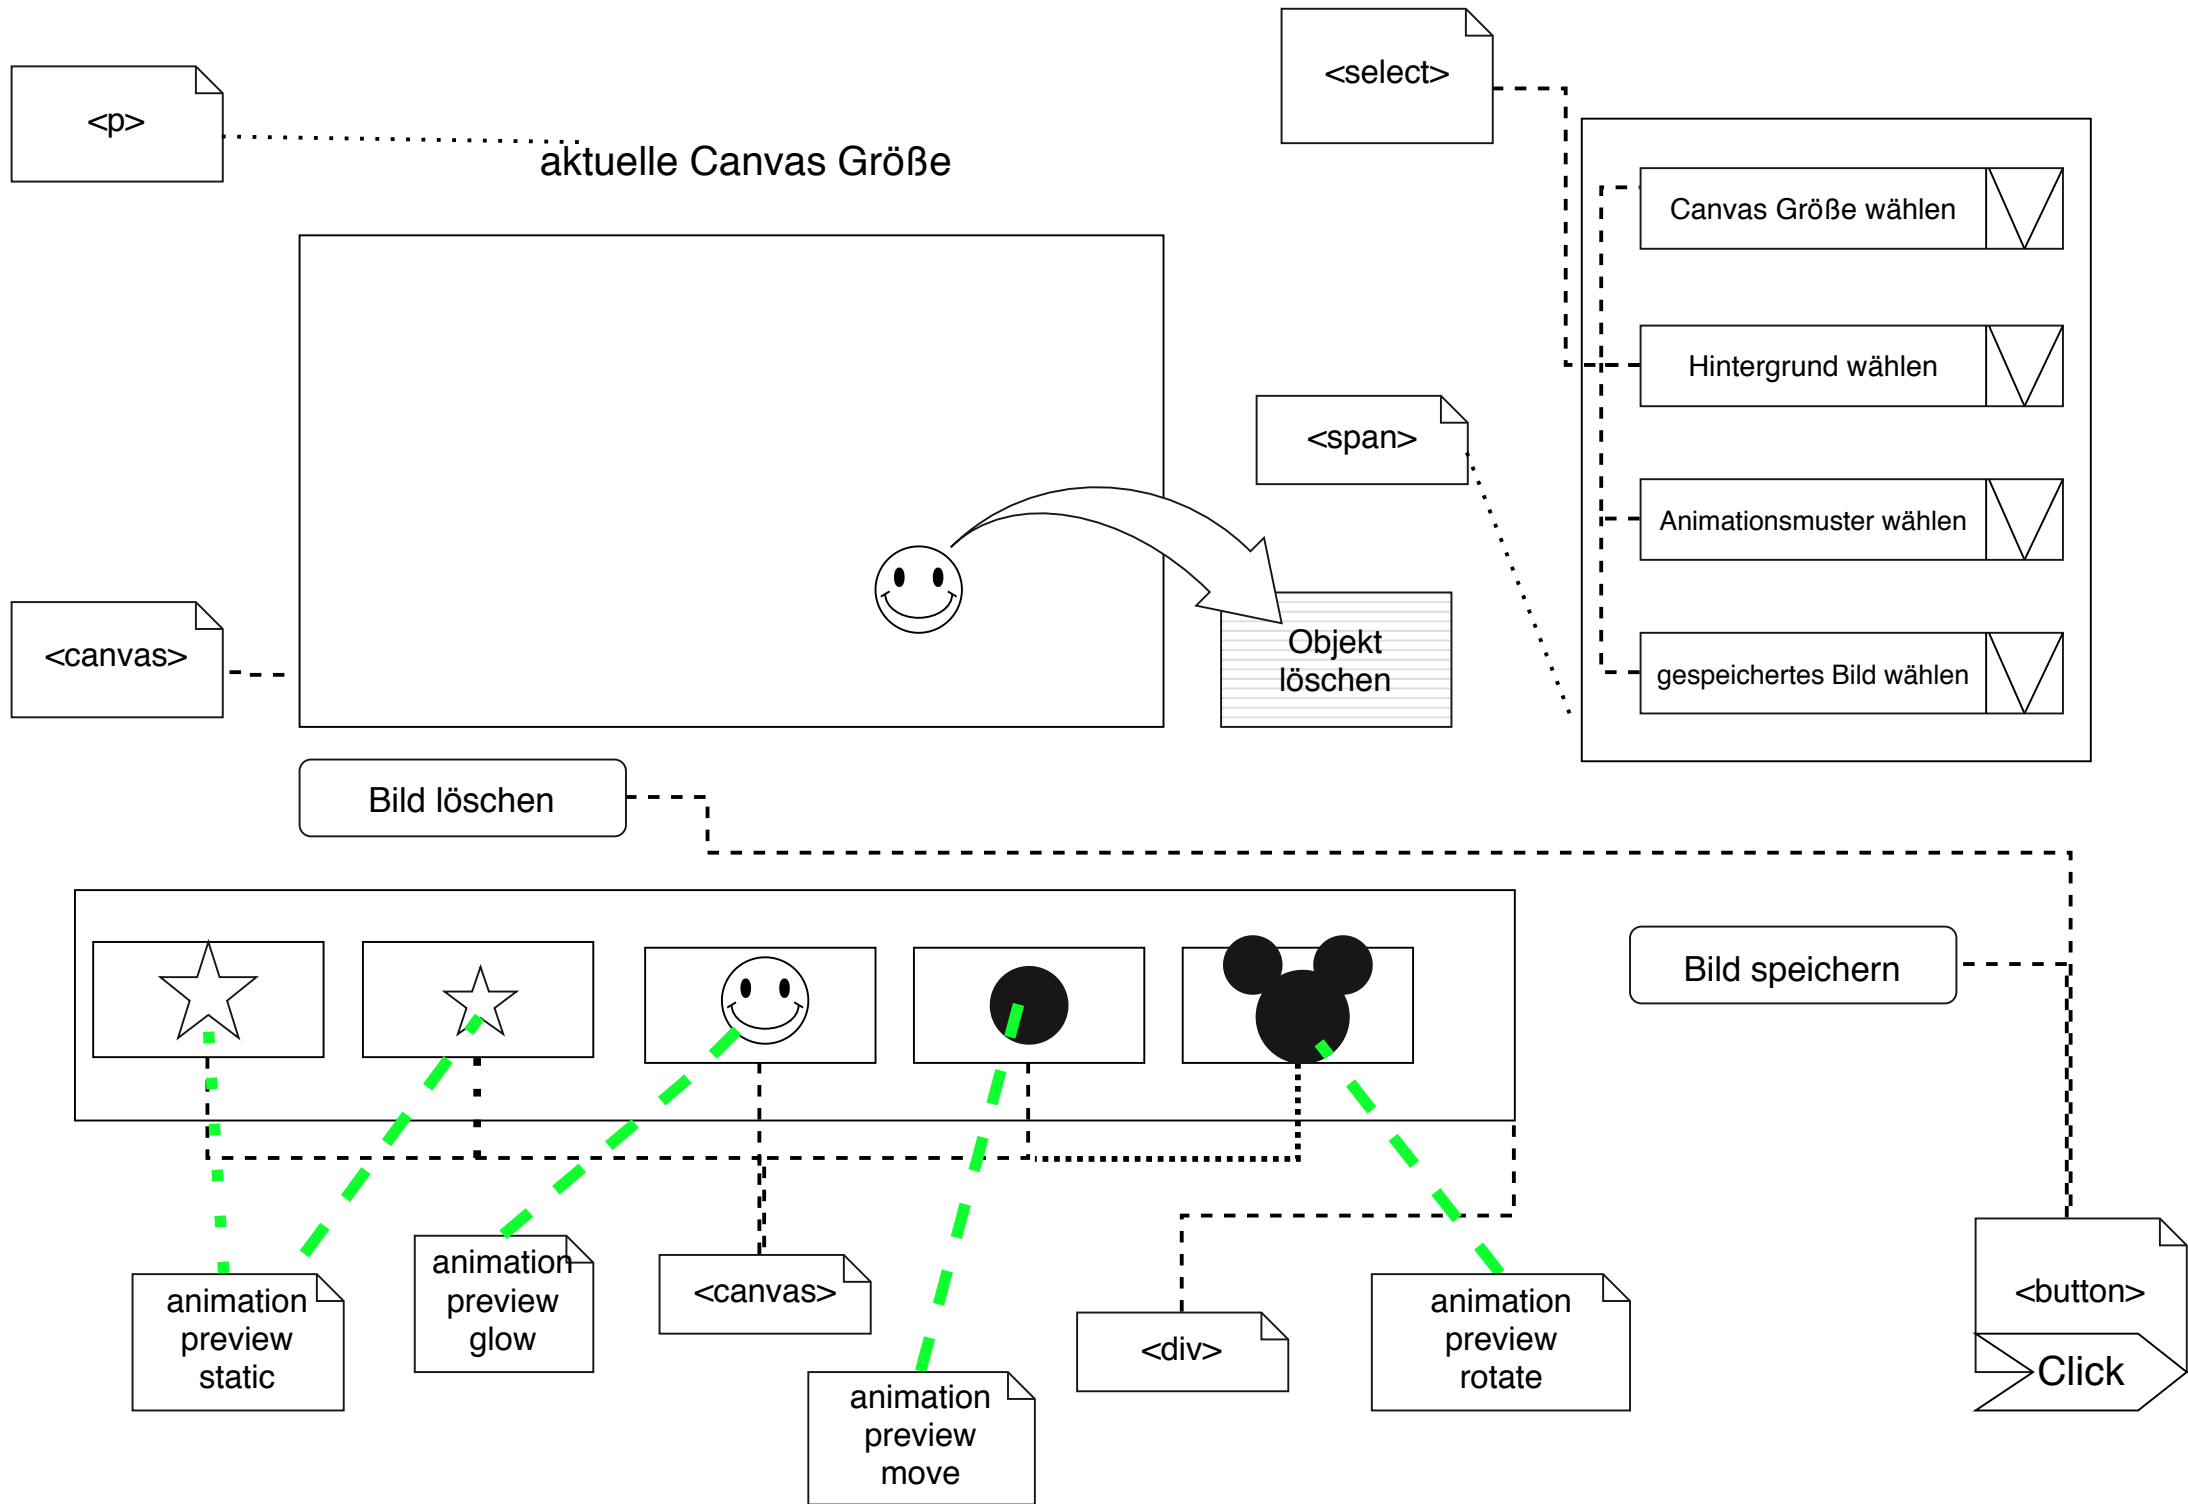 <select>
<p>
aktuelle Canvas Größe
Canvas Größe wählen
Hintergrund wählen
<span>
Animationsmuster wählen
<canvas>
Objekt
löschen
gespeichertes Bild wählen
Bild löschen
Bild speichern
animation
preview
static
animation
preview
glow
<canvas>
animation
preview
move
<div>
animation
preview
rotate
<button>
Click